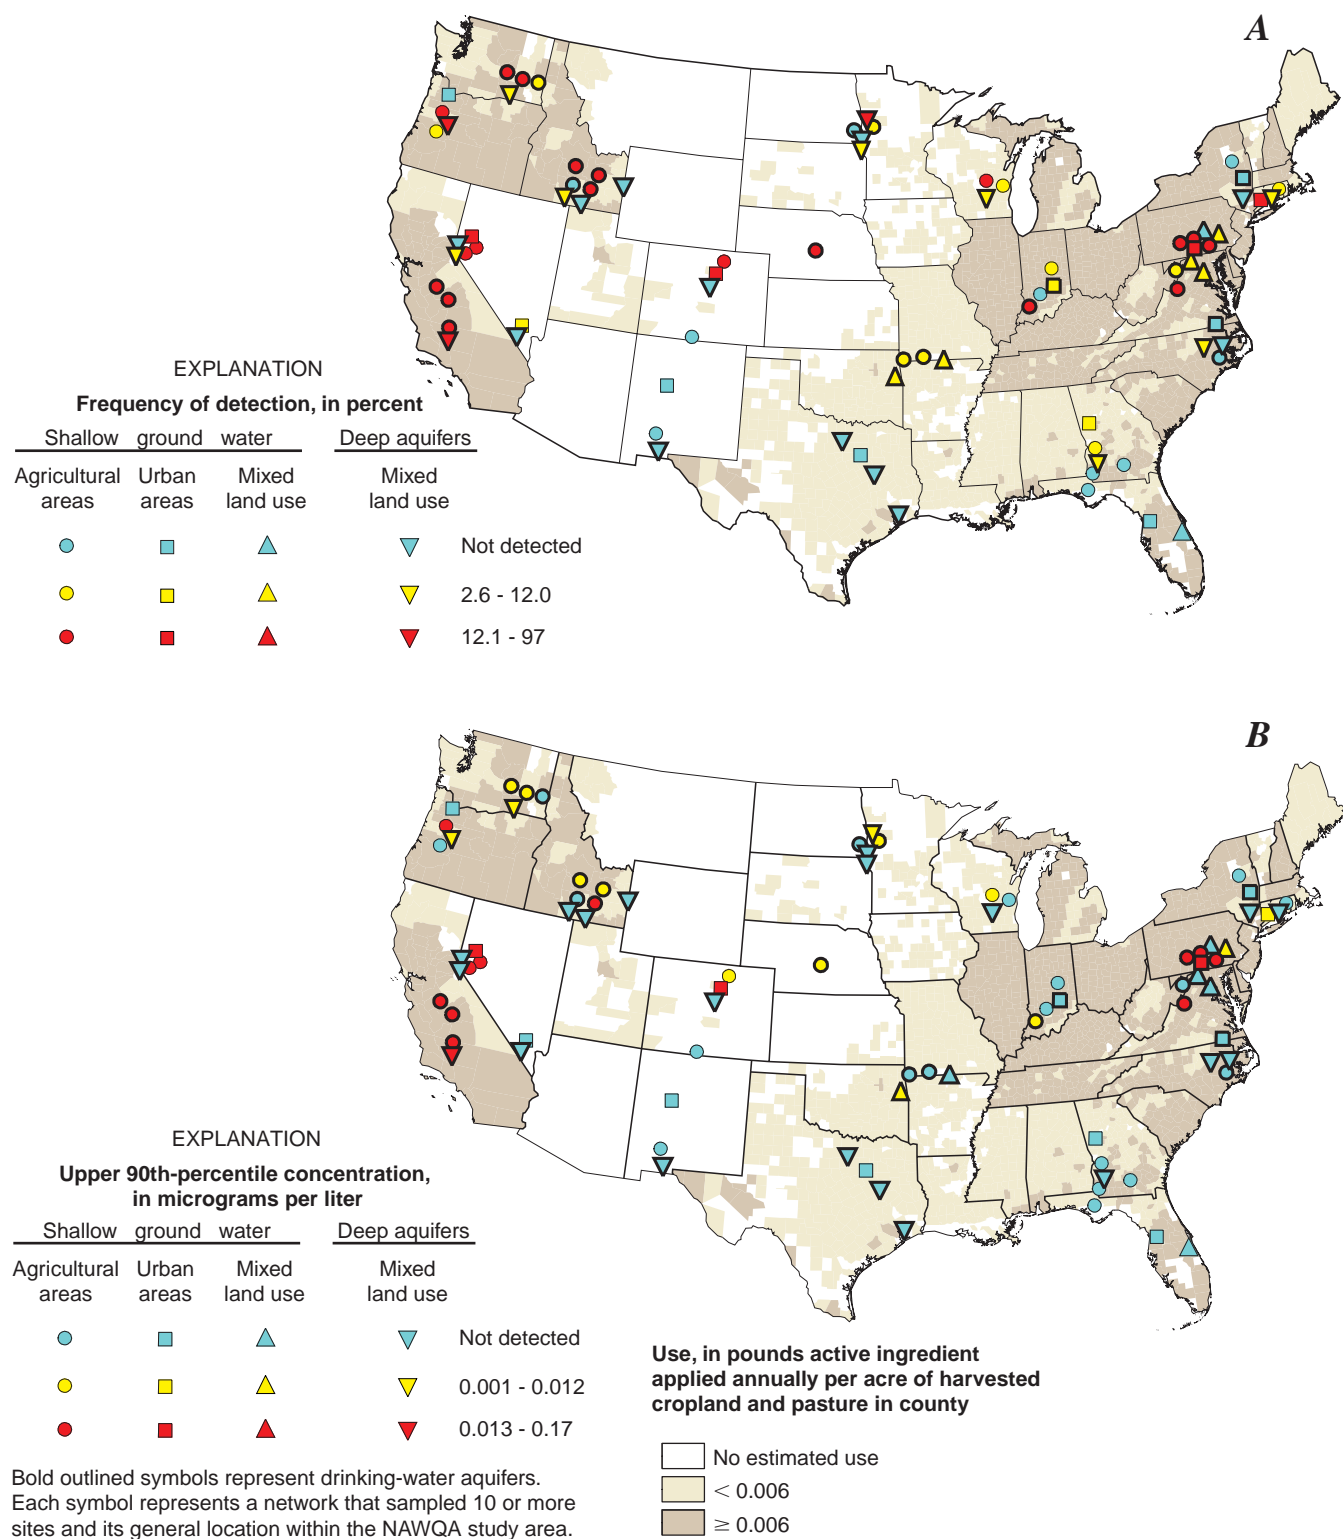 A
EXPLANATION
Frequency of detection, in percent
Shallow ground water
Deep aquifers
Agricultural areas
Urban areas
Mixed land use
Mixed land use
Not detected
2.6 - 12.0
12.1 - 97
B
EXPLANATION
Upper 90th-percentile concentration,
in micrograms per liter
Shallow ground water
Deep aquifers
Agricultural areas
Urban areas
Mixed land use
Mixed land use
Not detected
0.001 - 0.012
0.013 - 0.17
Bold outlined symbols represent drinking-water aquifers.
Each symbol represents a network that sampled 10 or more
sites and its general location within the NAWQA study area.
Use, in pounds active ingredient
applied annually per acre of harvested
cropland and pasture in county
No estimated use
< 0.006
≥ 0.006